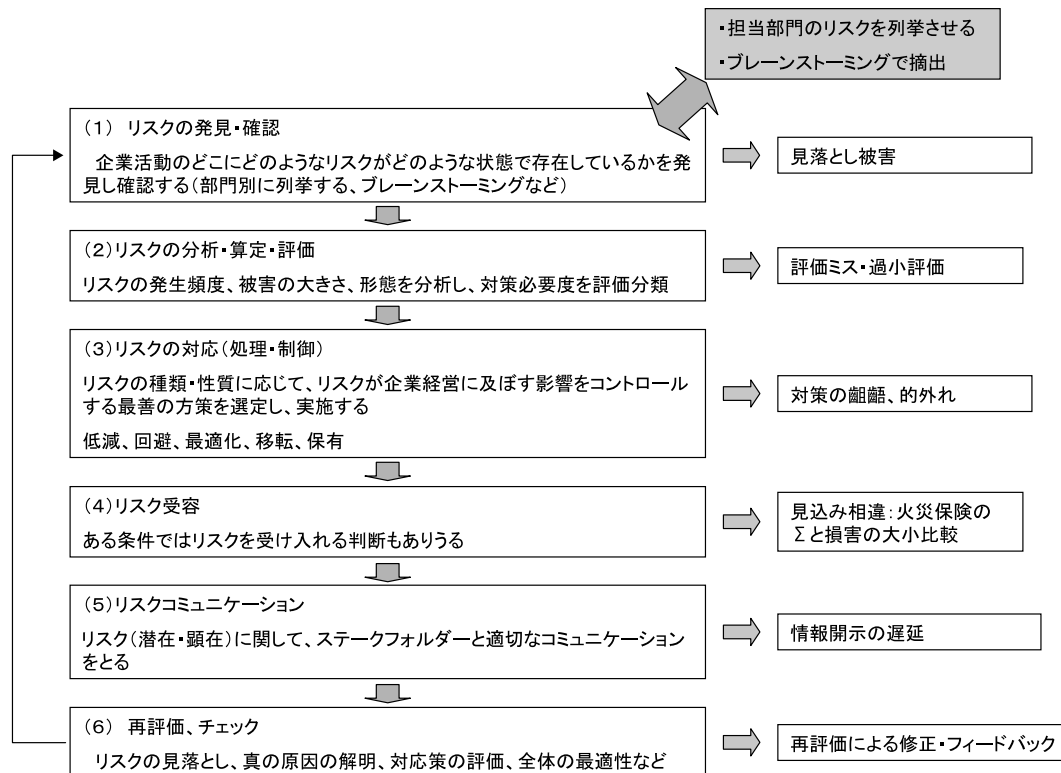 ・担当部門のリスクを列挙させる
・ブレーンストーミングで摘出
(1) リスクの発見・確認
企業活動のどこにどのようなリスクがどのような状態で存在しているかを発
見し確認する(部門別に列挙する、ブレーンストーミングなど)
見落とし被害
(2)リスクの分析・算定・評価
リスクの発生頻度、被害の大きさ、形態を分析し、対策必要度を評価分類
評価ミス・過小評価
(3)リスクの対応(処理・制御)
リスクの種類・性質に応じて、リスクが企業経営に及ぼす影響をコントロール
する最善の方策を選定し、実施する
低減、回避、最適化、移転、保有
対策の齟齬、的外れ
(4)リスク受容
ある条件ではリスクを受け入れる判断もありうる
見込み相違:火災保険の
Σと損害の大小比較
(5)リスクコミュニケーション
リスク(潜在・顕在)に関して、ステークフォルダーと適切なコミュニケーション
をとる
情報開示の遅延
(6) 再評価、チェック
リスクの見落とし、真の原因の解明、対応策の評価、全体の最適性など
再評価による修正・フィードバック